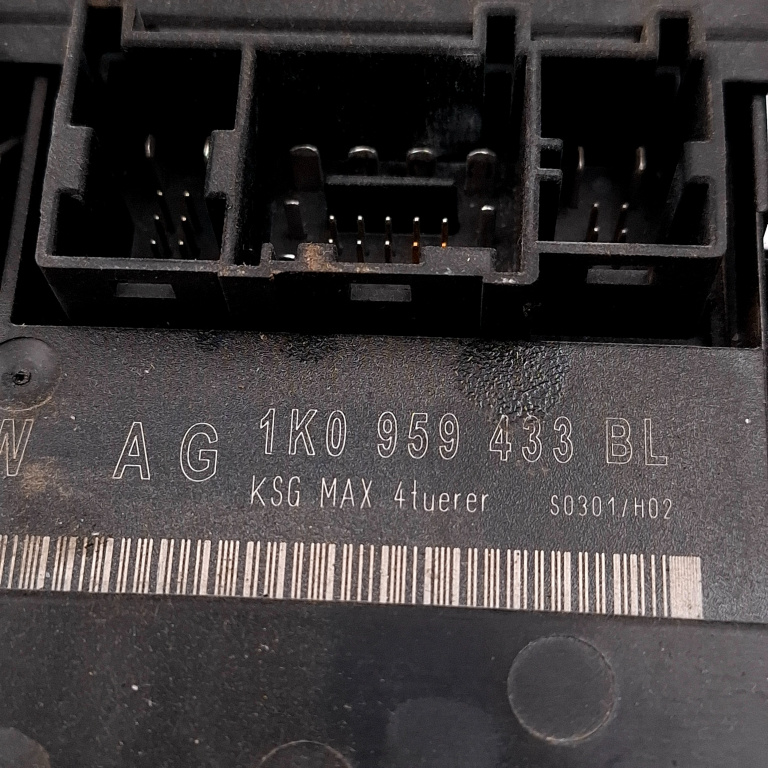 W AG 1K0 959 433 BL
KSG MAX 4tuerer S0301/H02